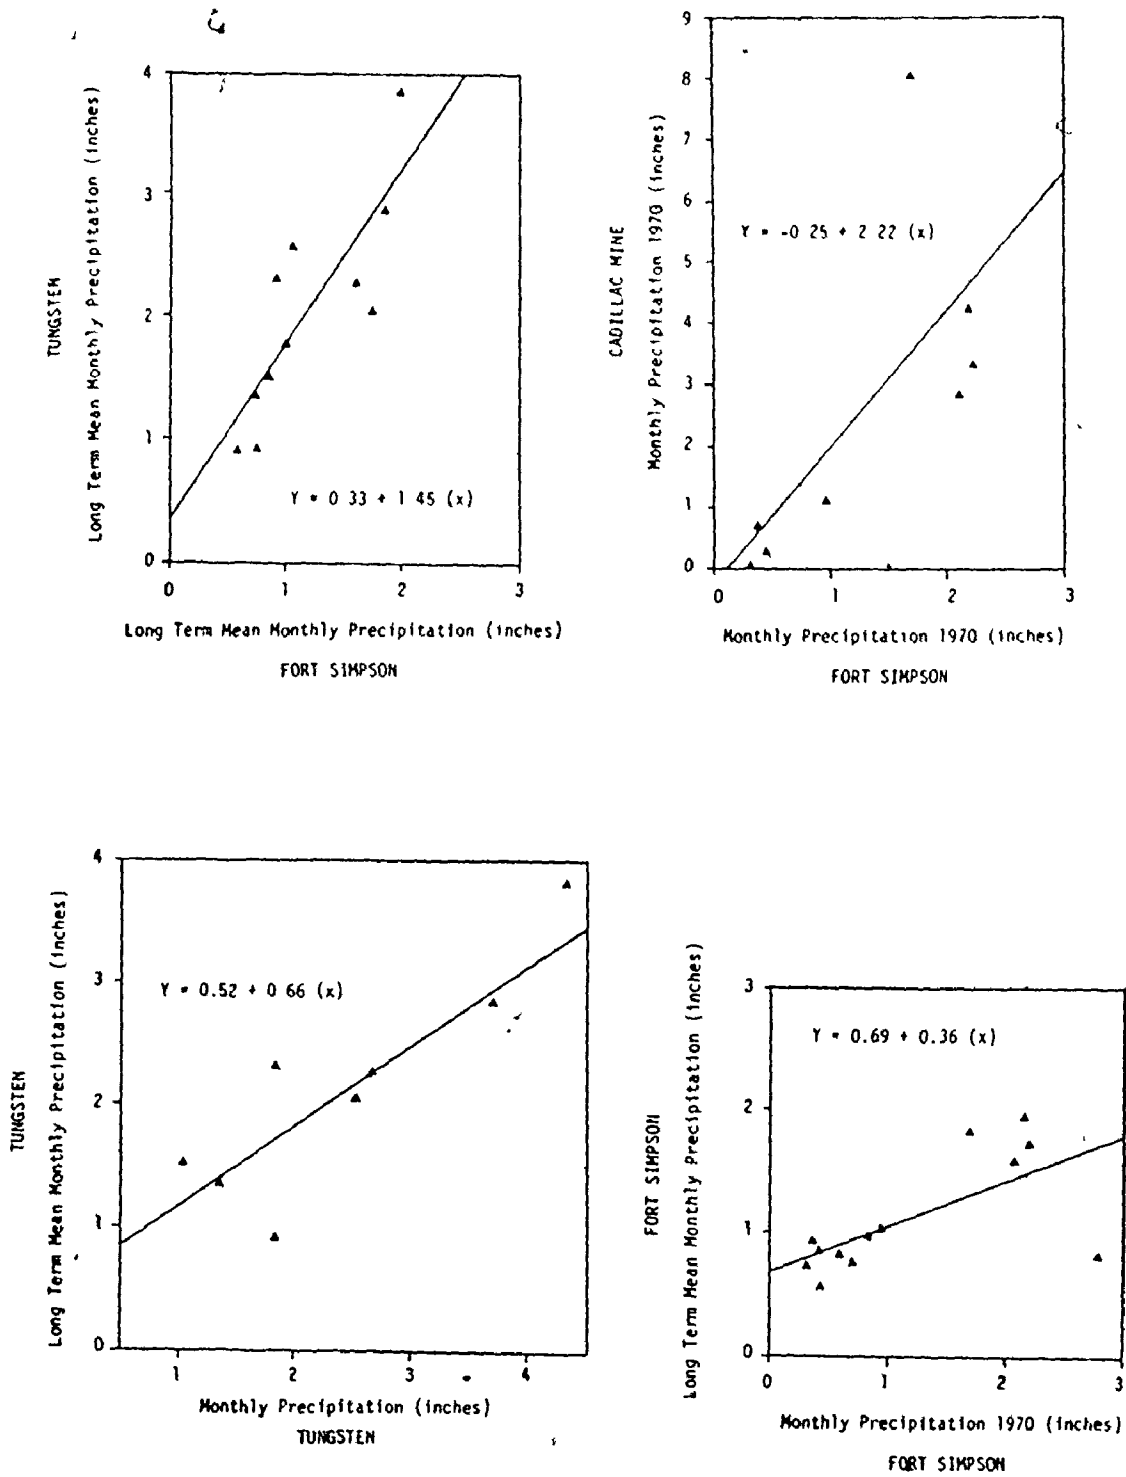 4
3
2
1
0
TUNGSTEN
Long Term Mean Monthly Precipitation (inches)
Y = 0 33 + 1 45 (x)
0 1 2 3
Long Term Mean Monthly Precipitation (inches)
FORT SIMPSON
9
8
7
6
5
4
3
2
1
0
CADILLAC MINE
Monthly Precipitation 1970 (inches)
Y = -0 25 + 2 22 (x)
0 1 2 3
Monthly Precipitation 1970 (inches)
FORT SIMPSON
4
3
2
1
0
TUNGSTEN
Long Term Mean Monthly Precipitation (inches)
Y = 0.52 + 0 66 (x)
1 2 3 4
Monthly Precipitation (inches)
TUNGSTEN
3
2
1
0
FORT SIMPSON
Long Term Mean Monthly Precipitation (inches)
Y = 0.69 + 0.36 (x)
0 1 2 3
Monthly Precipitation 1970 (inches)
FORT SIMPSON